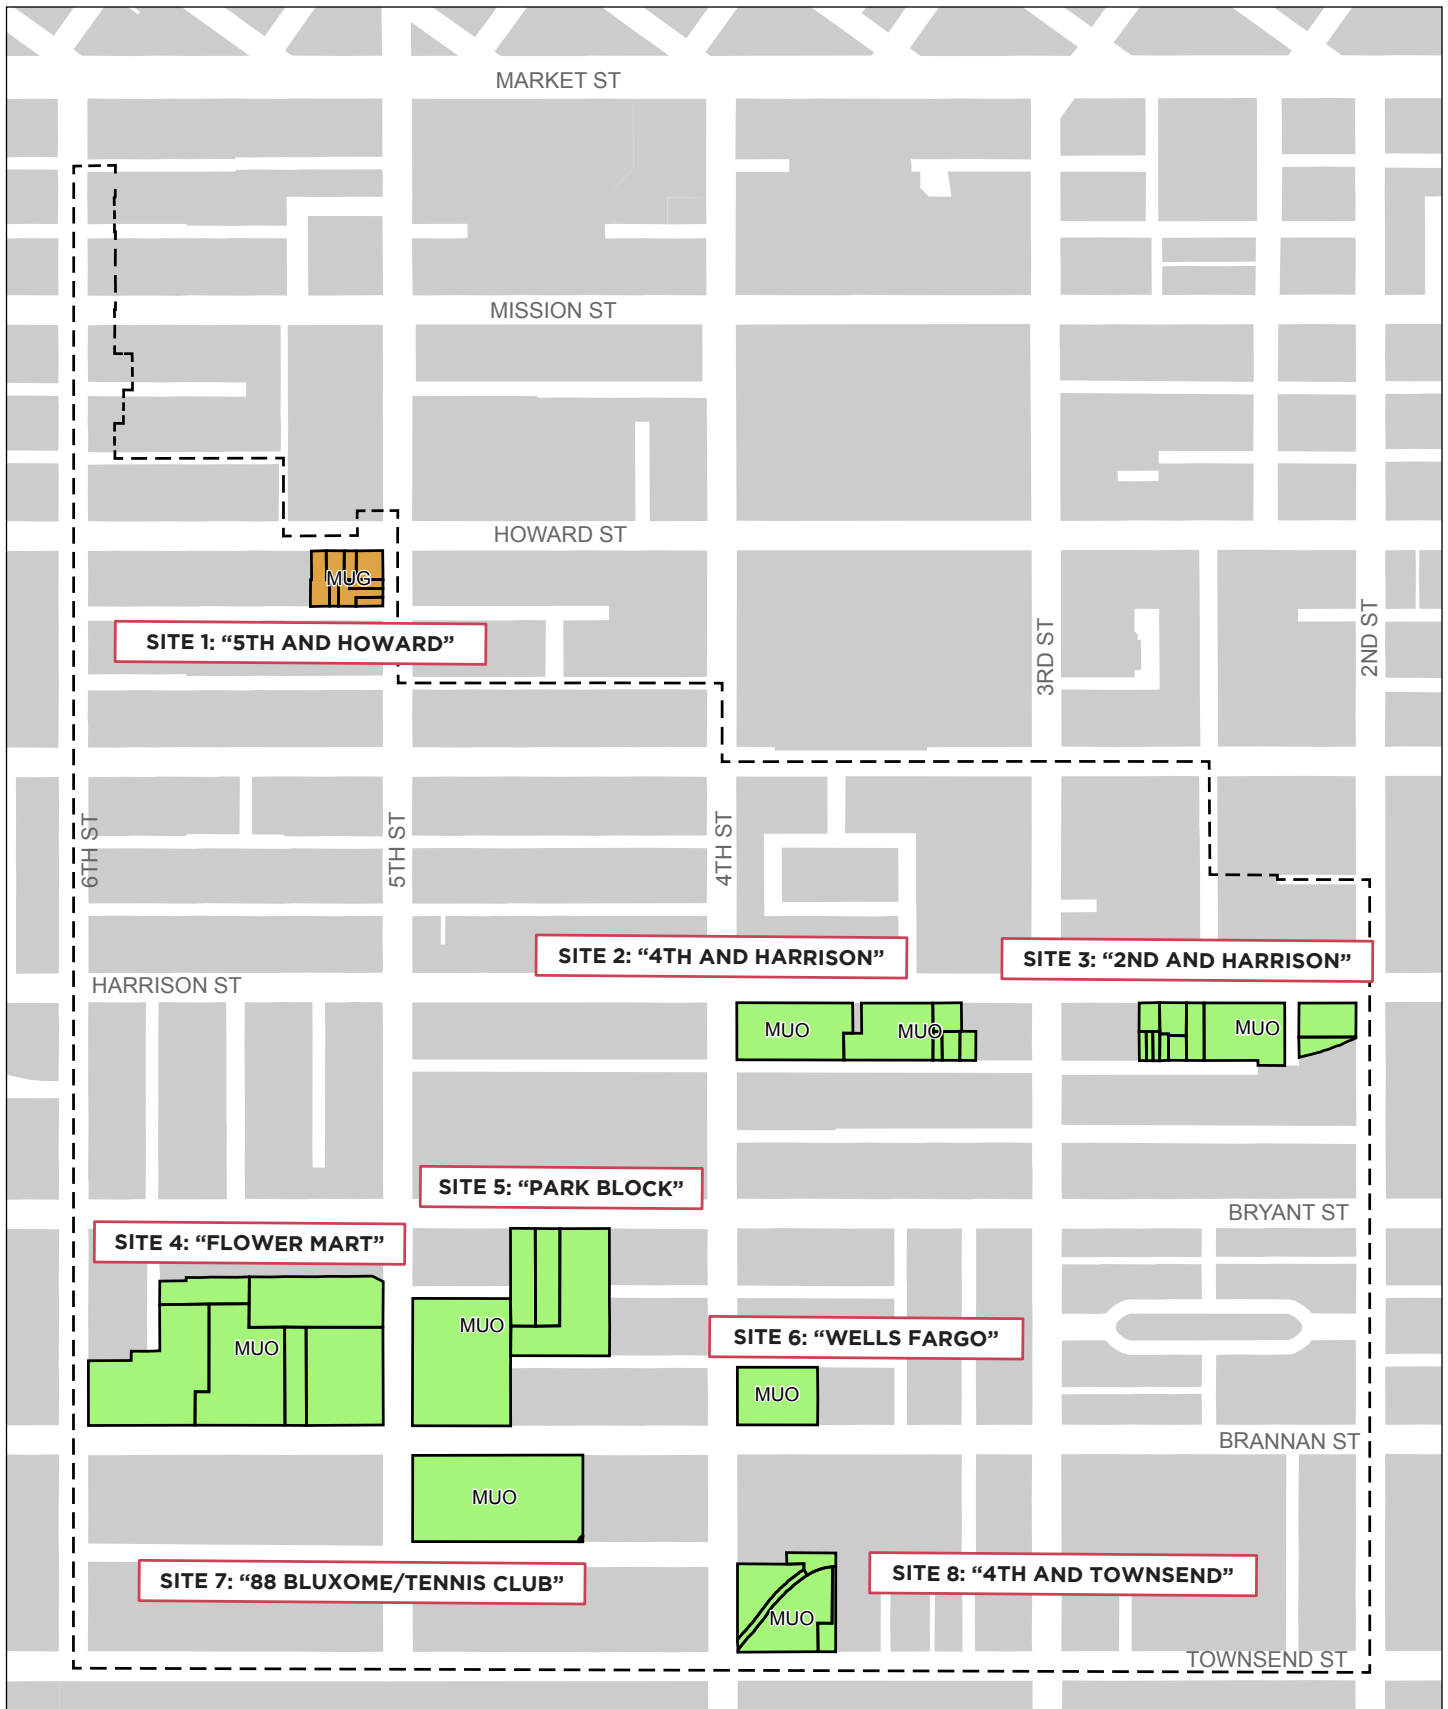 MARKET ST
MISSION ST
HOWARD ST
MUG
SITE 1: “5TH AND HOWARD”
3RD ST
2ND ST
6TH ST
5TH ST
4TH ST
SITE 2: “4TH AND HARRISON”
SITE 3: “2ND AND HARRISON”
HARRISON ST
MUO
MUO
MUO
SITE 5: “PARK BLOCK”
BRYANT ST
SITE 4: “FLOWER MART”
MUO
MUO
SITE 6: “WELLS FARGO”
MUO
BRANNAN ST
MUO
SITE 7: “88 BLUXOME/TENNIS CLUB”
SITE 8: “4TH AND TOWNSEND”
MUO
TOWNSEND ST